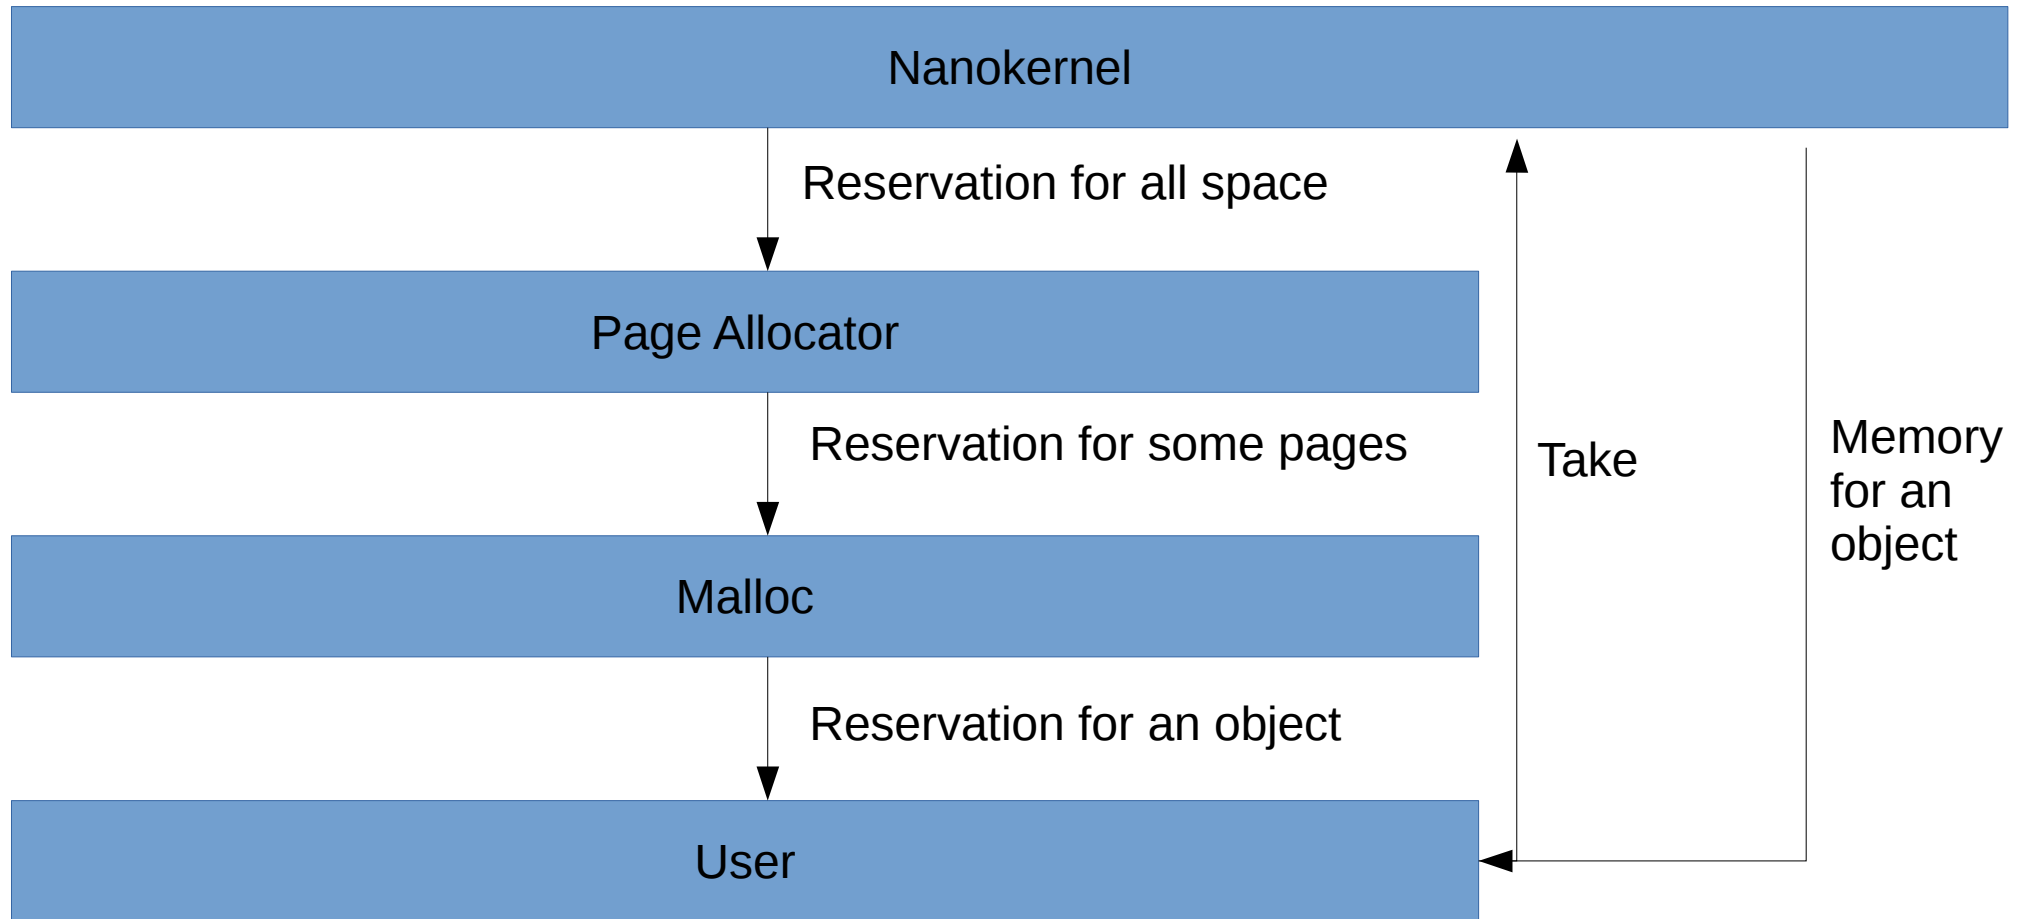 Nanokernel
Reservation for all space
Page Allocator
Reservation for some pages
Take
Memory
for an
object
Malloc
Reservation for an object
User